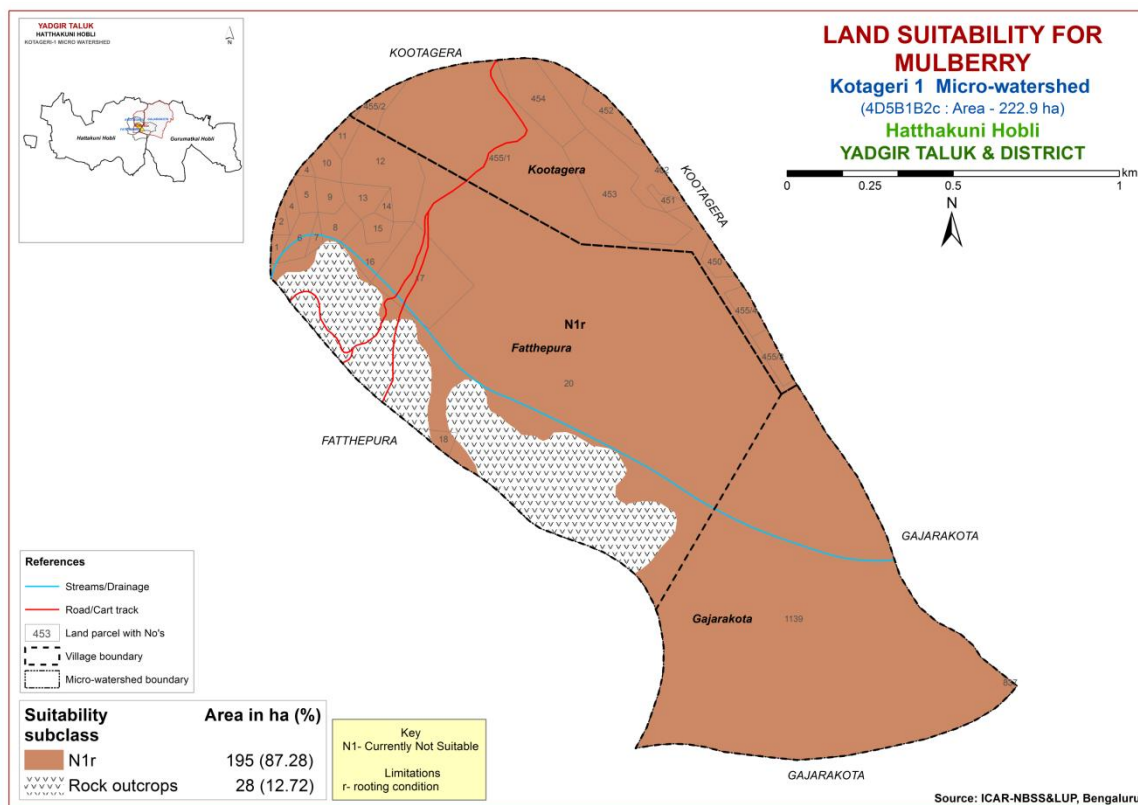 YADGIR TALUK
HATTHAKUNI HOBLI
KOTAGERI-1 MICRO WATERSHED
N
Hattakuni Hobli
Gurumatkal Hobli
LAND SUITABILITY FOR
MULBERRY
Kotageri 1 Micro-watershed
(4D5B1B2c : Area - 222.9 ha)
Hatthakuni Hobli
YADGIR TALUK & DISTRICT
km
0 0.25 0.5 1
N
KOOTAGERA
454
452
455/2
11
12
455/1
Kootagera
462
453
451
KOOTAGERA
10
4
5
9
13
14
4
2
15
6
7
8
1
16
17
450
455/4
455/3
N1r
Fatthepura
20
FATTHEPURA
18
GAJARAKOTA
Gajarakota
1139
837
GAJARAKOTA
References
Streams/Drainage
Road/Cart track
453 Land parcel with No's
Village boundary
Micro-watershed boundary
Suitability subclass Area in ha (%)
N1r 195 (87.28)
Rock outcrops 28 (12.72)
Key
N1- Currently Not Suitable
Limitations
r- rooting condition
Source: ICAR-NBSS&LUP, Bengaluru